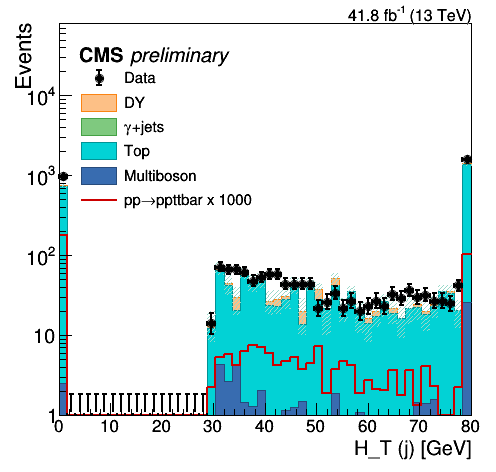 41.8 fb⁻¹ (13 TeV)
Events
CMS preliminary
Data
DY
γ+jets
Top
Multiboson
pp→ppttbar x 1000
10⁴
10³
10²
10
1
0 10 20 30 40 50 60 70 80
H_T (j) [GeV]